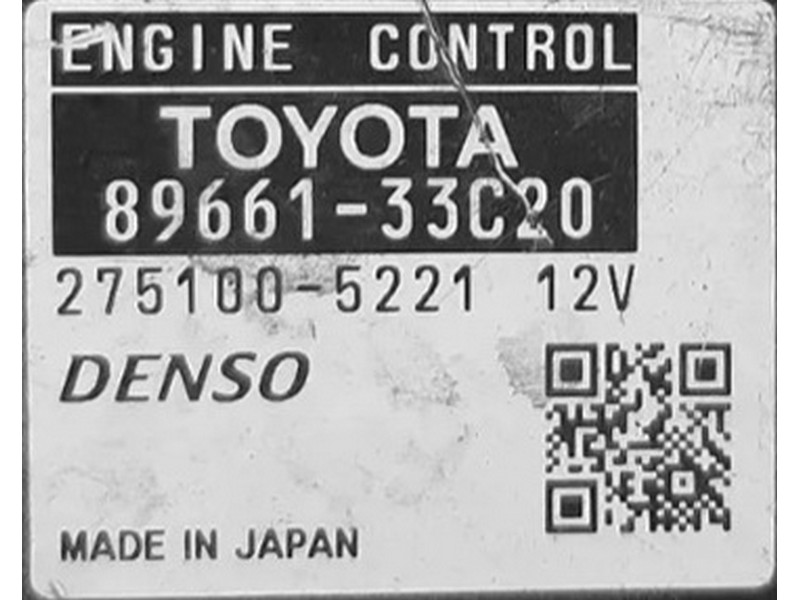 ENGINE CONTROL
TOYOTA
89661-33C20
275100-5221 12V
DENSO
MADE IN JAPAN